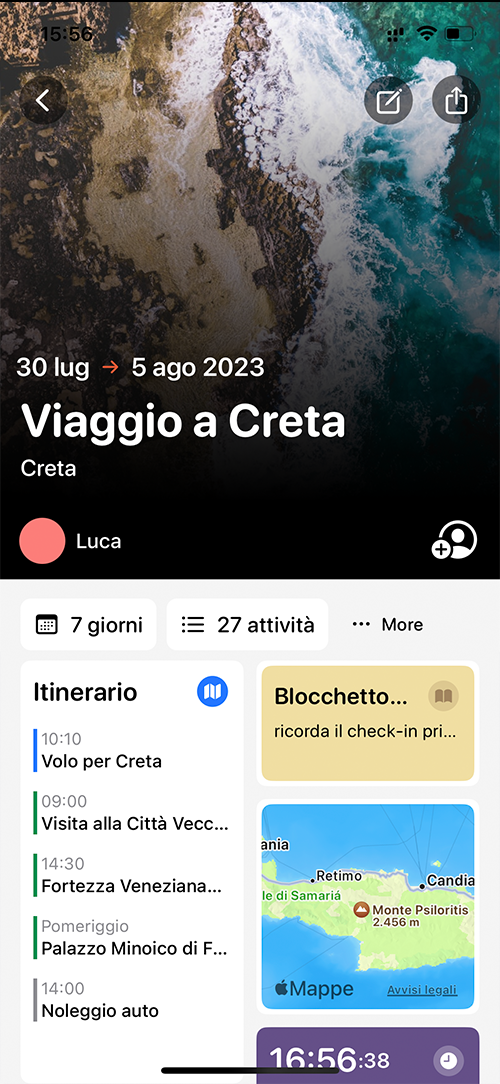 15:56
30 lug → 5 ago 2023
Viaggio a Creta
Creta
Luca
7 giorni
27 attività
··· More
Itinerario
10:10
Volo per Creta
09:00
Visita alla Città Vecc...
14:30
Fortezza Veneziana...
Pomeriggio
Palazzo Minoico di F...
14:00
Noleggio auto
Blocchetto...
ricorda il check-in pri...
ania
Retimo
Candia
le di Samariá
Monte Psiloritis
2.456 m
Mappe
Avvisi legali
16:56:38